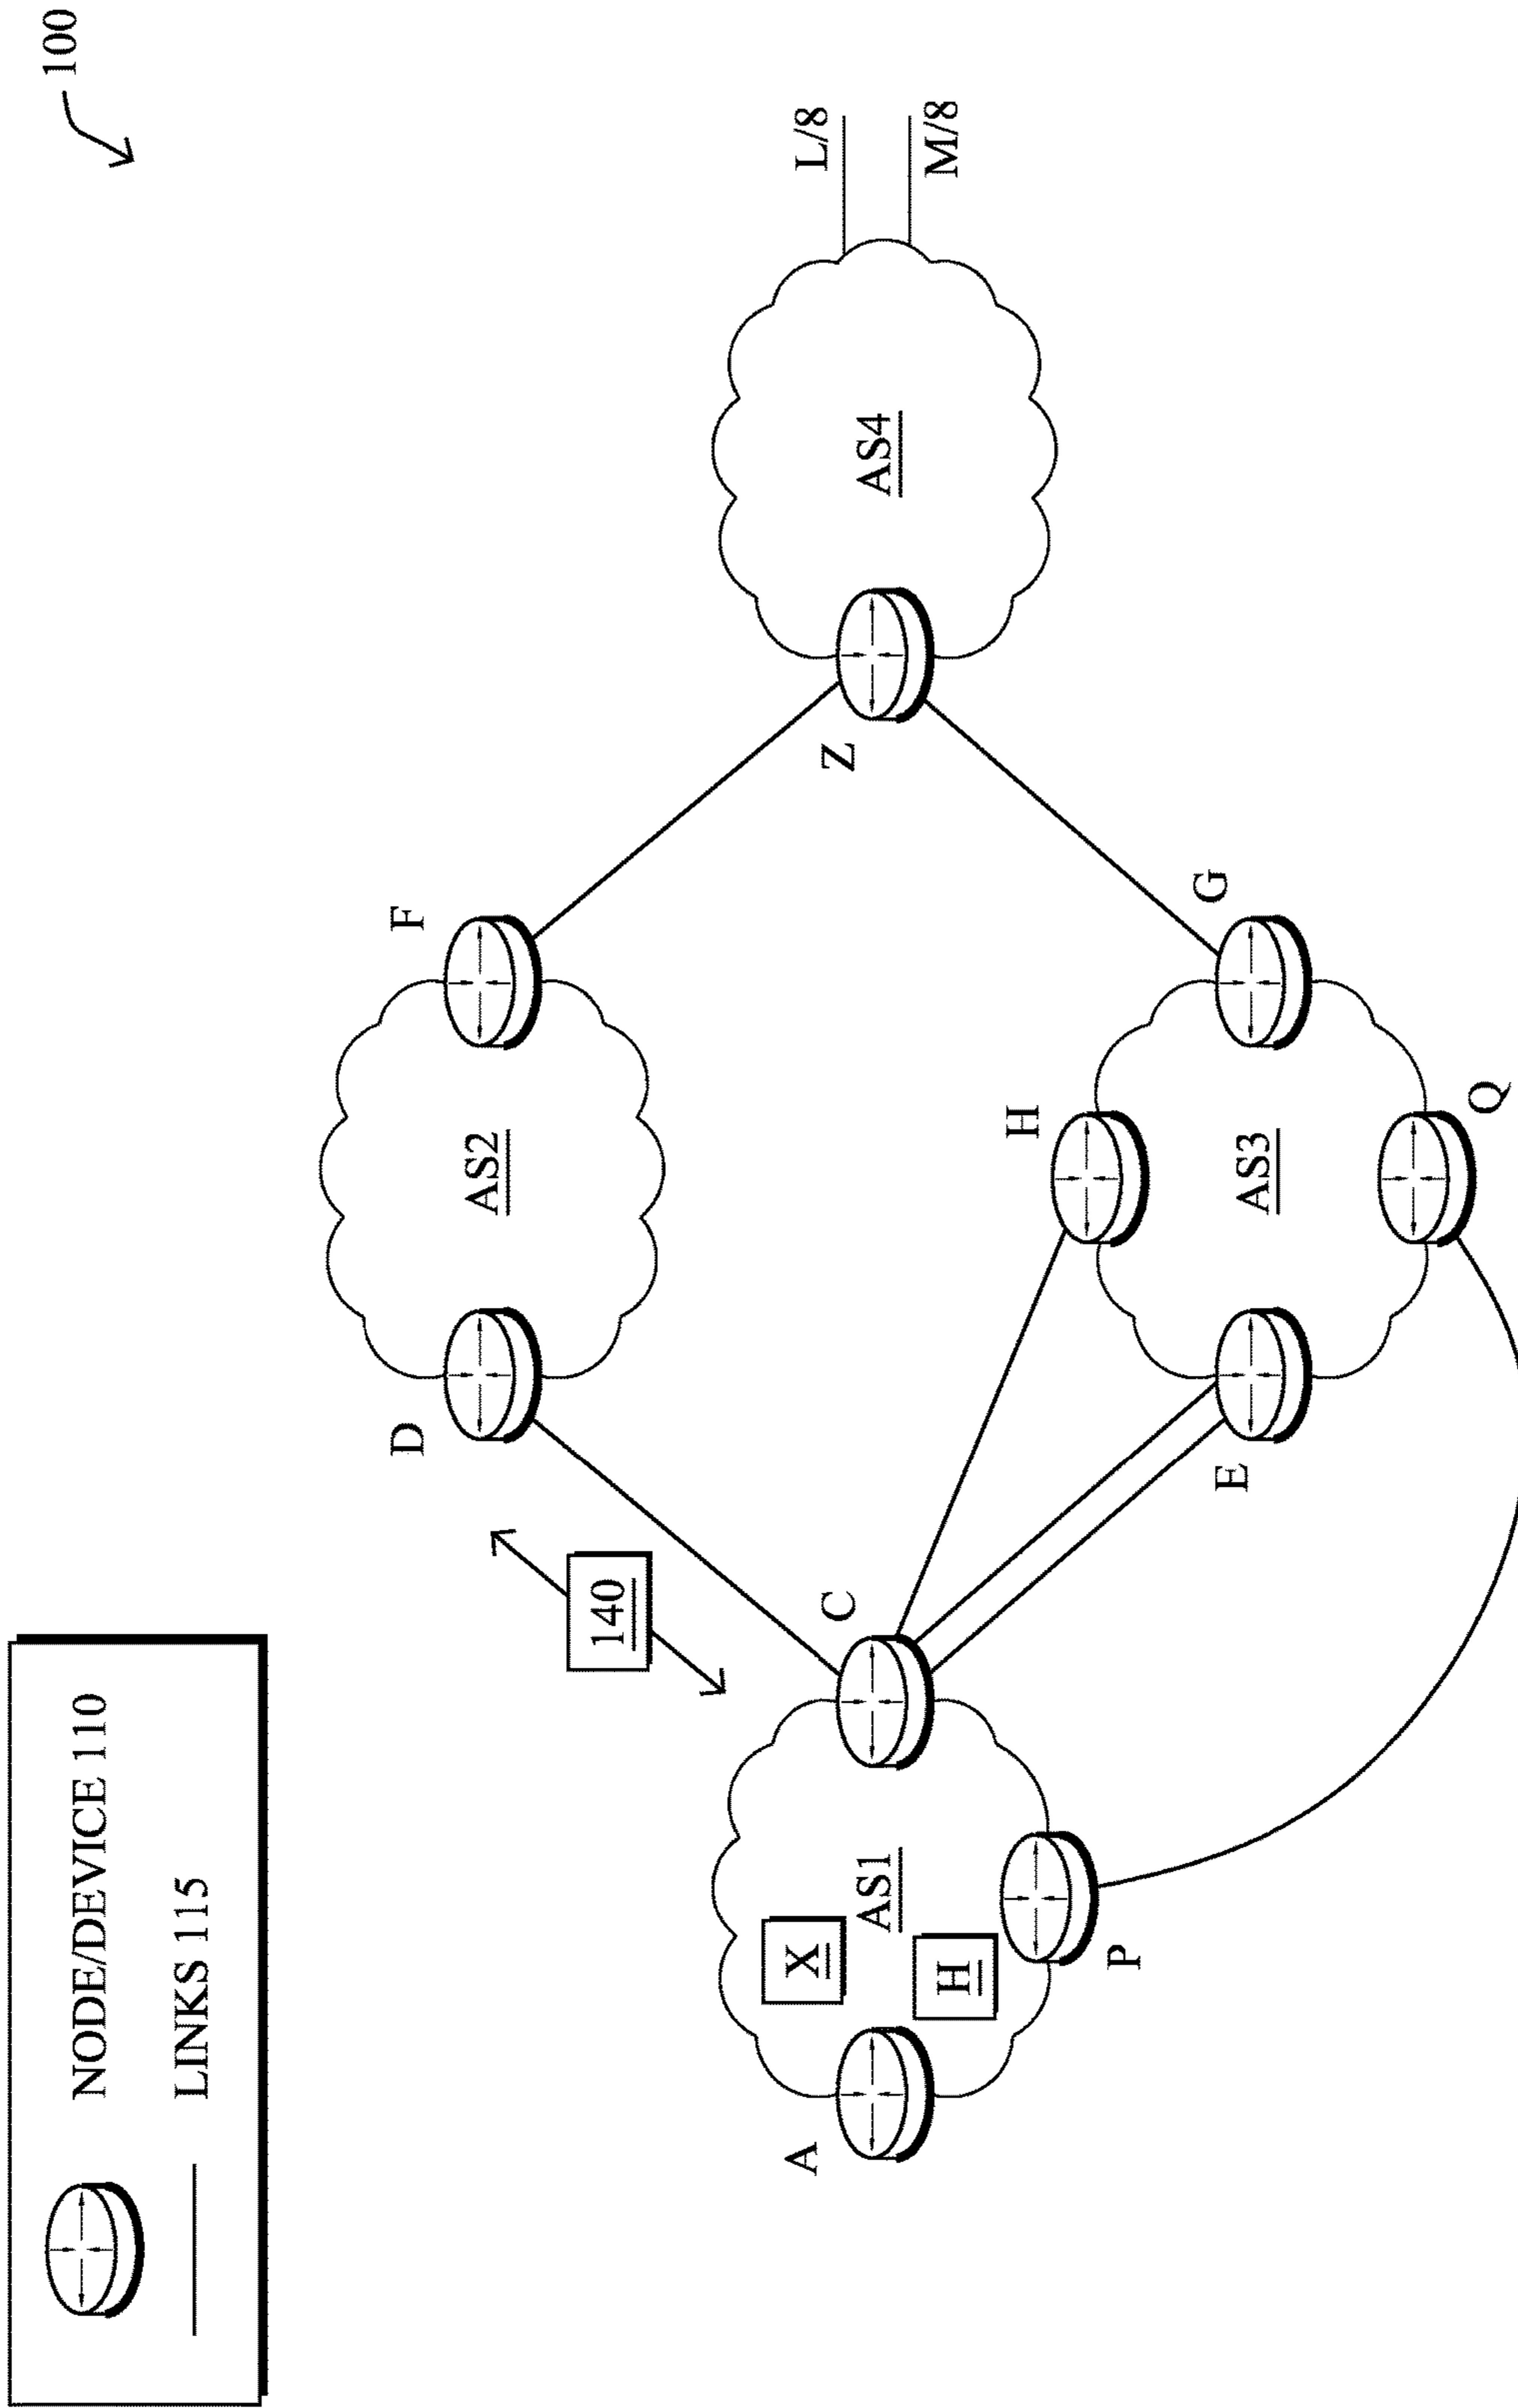 100
NODE/DEVICE 110
LINKS 115
D
AS2
F
140
L/8
M/8
A
X
H
AS1
P
C
Z
AS4
H
E
AS3
G
Q